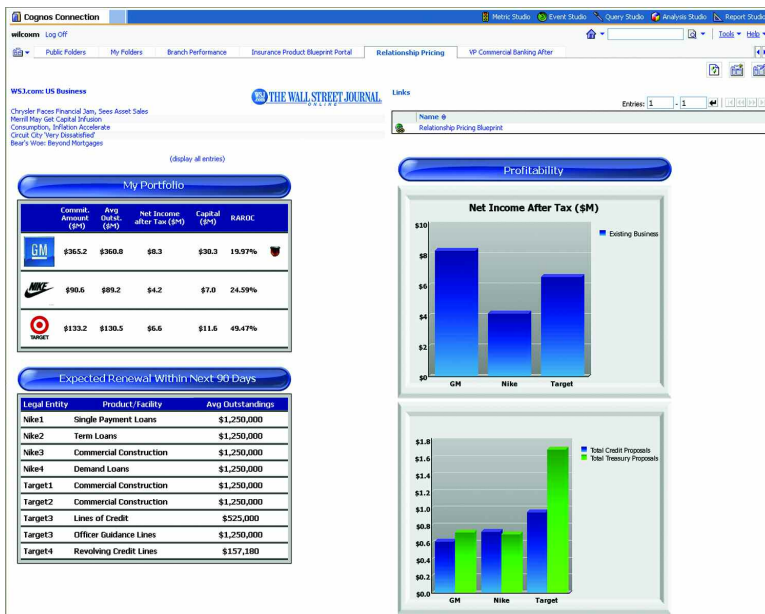 Cognos Connection
Metric Studio Event Studio Query Studio Analysis Studio Report Studio
wilcoxm Log Off
Tools Help
Public Folders My Folders Branch Performance Insurance Product Blueprint Portal Relationship Pricing VP Commercial Banking After
WSJ.com: US Business
THE WALL STREET JOURNAL.
ONLINE
Chrysler Faces Financial Jam, Sees Asset Sales
Merrill May Get Capital Infusion
Consumption, Inflation Accelerate
Circuit City 'Very Dissatisfied'
Bear's Woe: Beyond Mortgages
(display all entries)
Links
Entries: 1 - 1
Name
Relationship Pricing Blueprint
My Portfolio
Commit. Amount ($M) Avg Outst. ($M) Net Income after Tax ($M) Capital ($M) RAROC
GM $365.2 $360.8 $8.3 $30.3 19.97%
NIKE $90.6 $89.2 $4.2 $7.0 24.59%
TARGET $133.2 $130.5 $6.6 $11.6 49.47%
Expected Renewal Within Next 90 Days
Legal Entity Product/Facility Avg Outstandings
Nike1 Single Payment Loans $1,250,000
Nike2 Term Loans $1,250,000
Nike3 Commercial Construction $1,250,000
Nike4 Demand Loans $1,250,000
Target1 Commercial Construction $1,250,000
Target2 Commercial Construction $1,250,000
Target3 Lines of Credit $525,000
Target3 Officer Guidance Lines $1,250,000
Target4 Revolving Credit Lines $157,180
Profitability
Net Income After Tax ($M)
$10
$8
$6
$4
$2
$0
GM Nike Target
Existing Business
$1.8
$1.6
$1.4
$1.2
$1.0
$0.8
$0.6
$0.4
$0.2
$0.0
GM Nike Target
Total Credit Proposals
Total Treasury Proposals